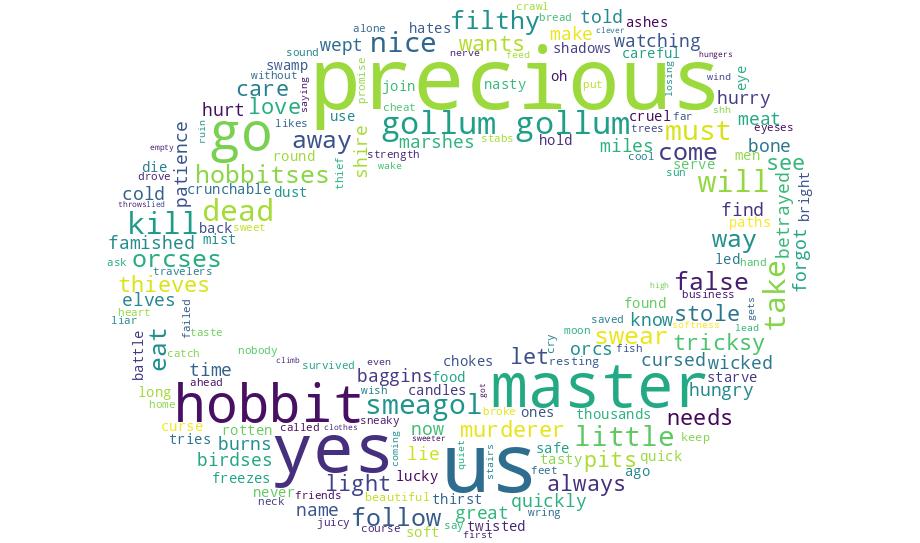 crawl
alone hates filthy bread clever told ashes
wept nice wants make watching
sound nerve feed shadows careful hungers
swamp precious oh losing wind eye
without promise join nasty put hurry
care saying cheat shh
hurt love use gollum gollum cruel far must meat
go likes away shire marshes stabs hold trees miles eyeses
ruin patience round strength cool come men bone
empty hobbitses thief wake sun serve see
die drove crunchable dust will betrayed bright
cold throwslied dead sweet find
kill back paths forgot
famished mist way
ask orcses led hand
travelers high false take
thieves business
elves failed found stole gets
heart saved know softness
liar taste moon swear lead
battle eat catch nobody let cry orcs fish tricksy
climb survived even chokes resting cursed wicked
time baggins food starve
long ahead wish candles got master hungry
home hobbit smeagol broke ones thousands needs
curse called clothes sneaky now murderer little keep
rotten yes coming sweeter quiet stairs safe
tries burns lie us tasty pits quick
birdses lucky feet ago
freezes light always
never friends beautiful thirst quickly
neck name follow great wring
juicy course soft say twisted
first